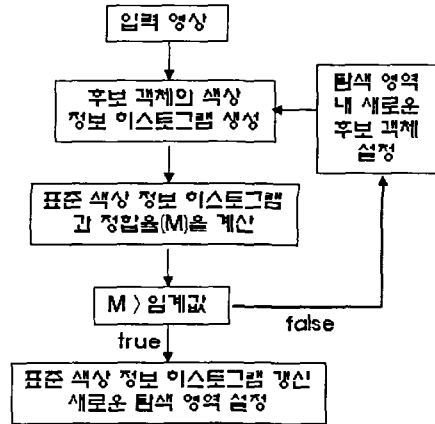 입력 영상
후보 객체의 색상
정보 히스토그램 생성
탐색 영역
내 새로운
후보 객체
설정
표준 색상 정보 히스토그램
과 정합율(M)을 계산
M > 임계값
false
true
표준 색상 정보 히스토그램 갱신
새로운 탐색 영역 설정